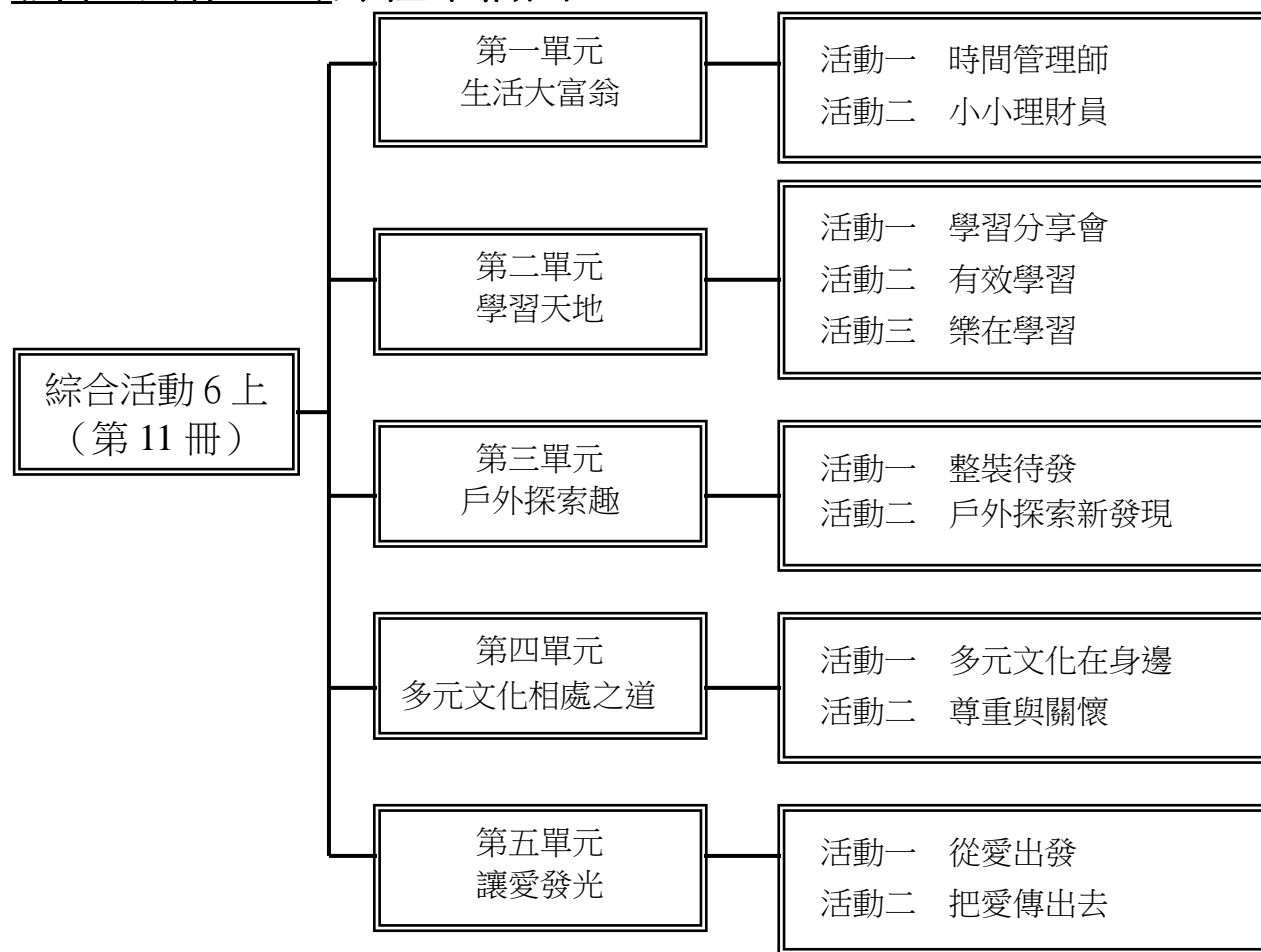 第一單元
生活大富翁
活動一　時間管理師
活動二　小小理財員
第二單元
學習天地
活動一　學習分享會
活動二　有效學習
活動三　樂在學習
綜合活動 6 上
（第 11 冊）
第三單元
戶外探索趣
活動一　整裝待發
活動二　戶外探索新發現
第四單元
多元文化相處之道
活動一　多元文化在身邊
活動二　尊重與關懷
第五單元
讓愛發光
活動一　從愛出發
活動二　把愛傳出去